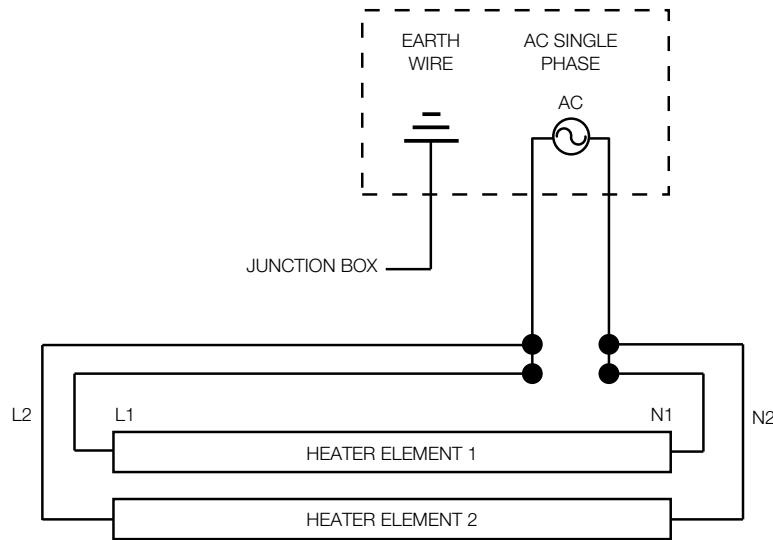 EARTH
WIRE
AC SINGLE
PHASE
AC
JUNCTION BOX
L2
L1
N1
N2
HEATER ELEMENT 1
HEATER ELEMENT 2